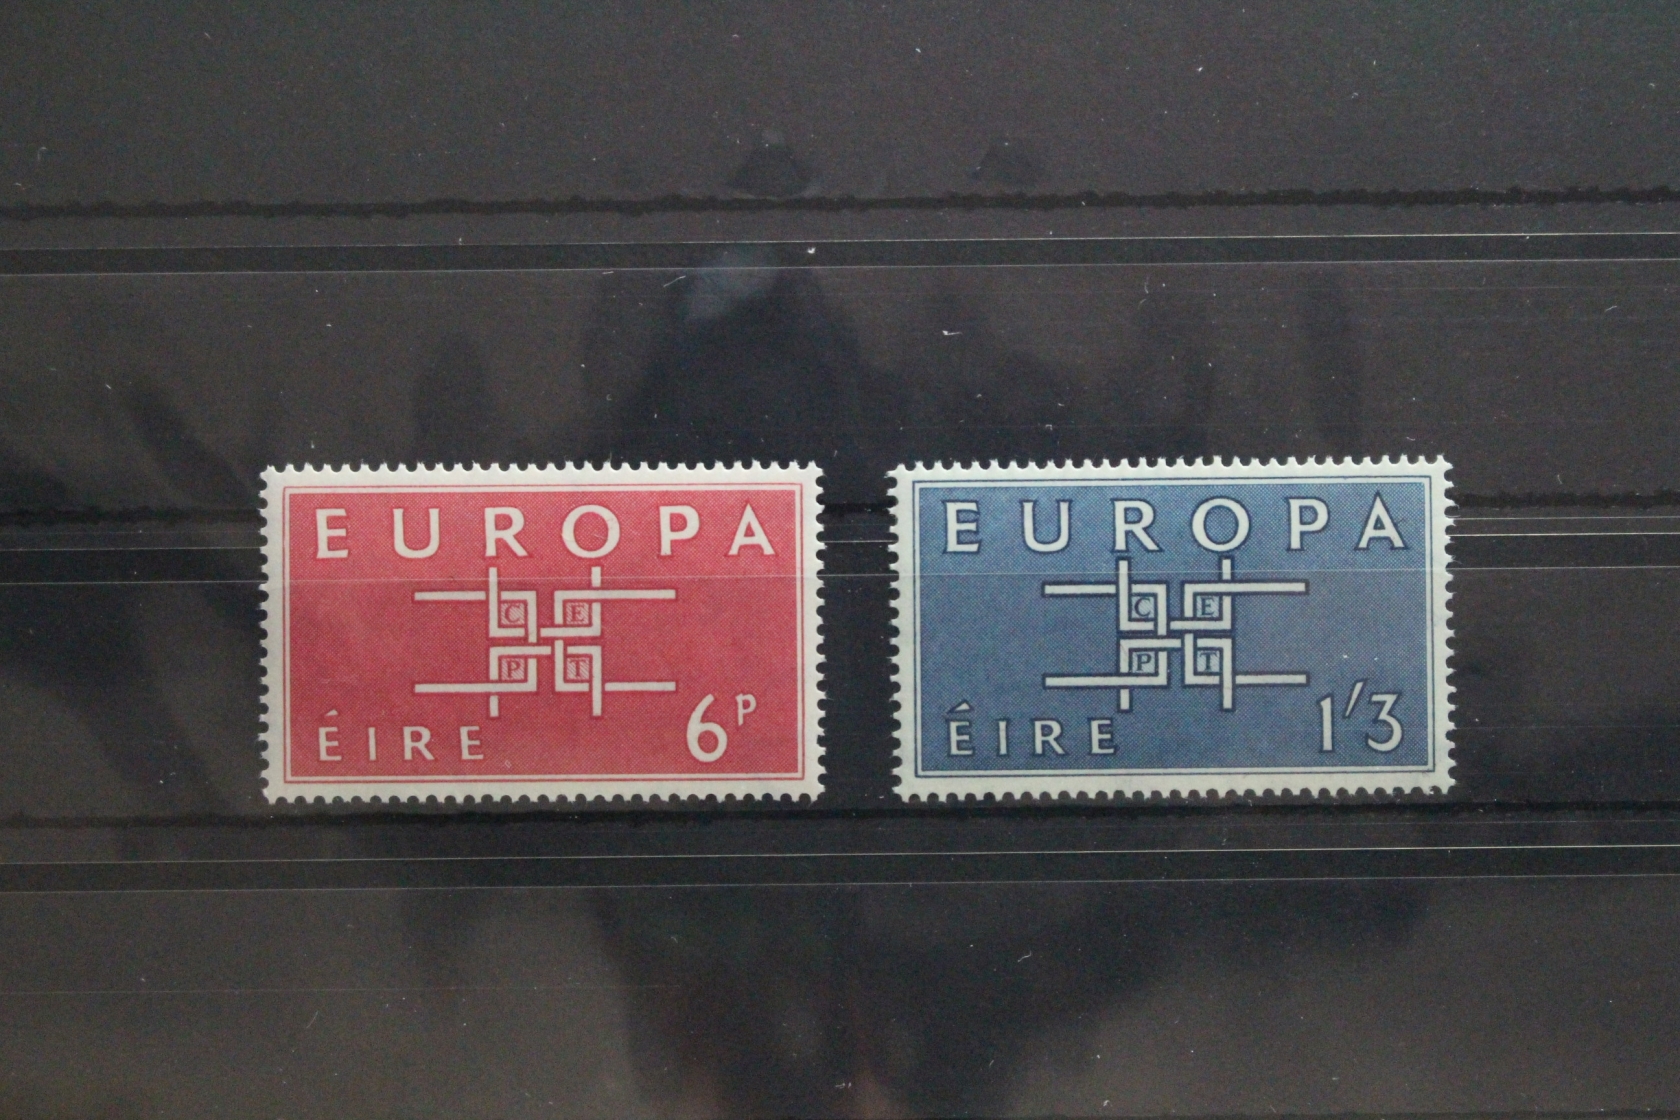 EUROPA
C E
P T
ÉIRE 6P
EUROPA
C E
P T
ÉIRE 1/3